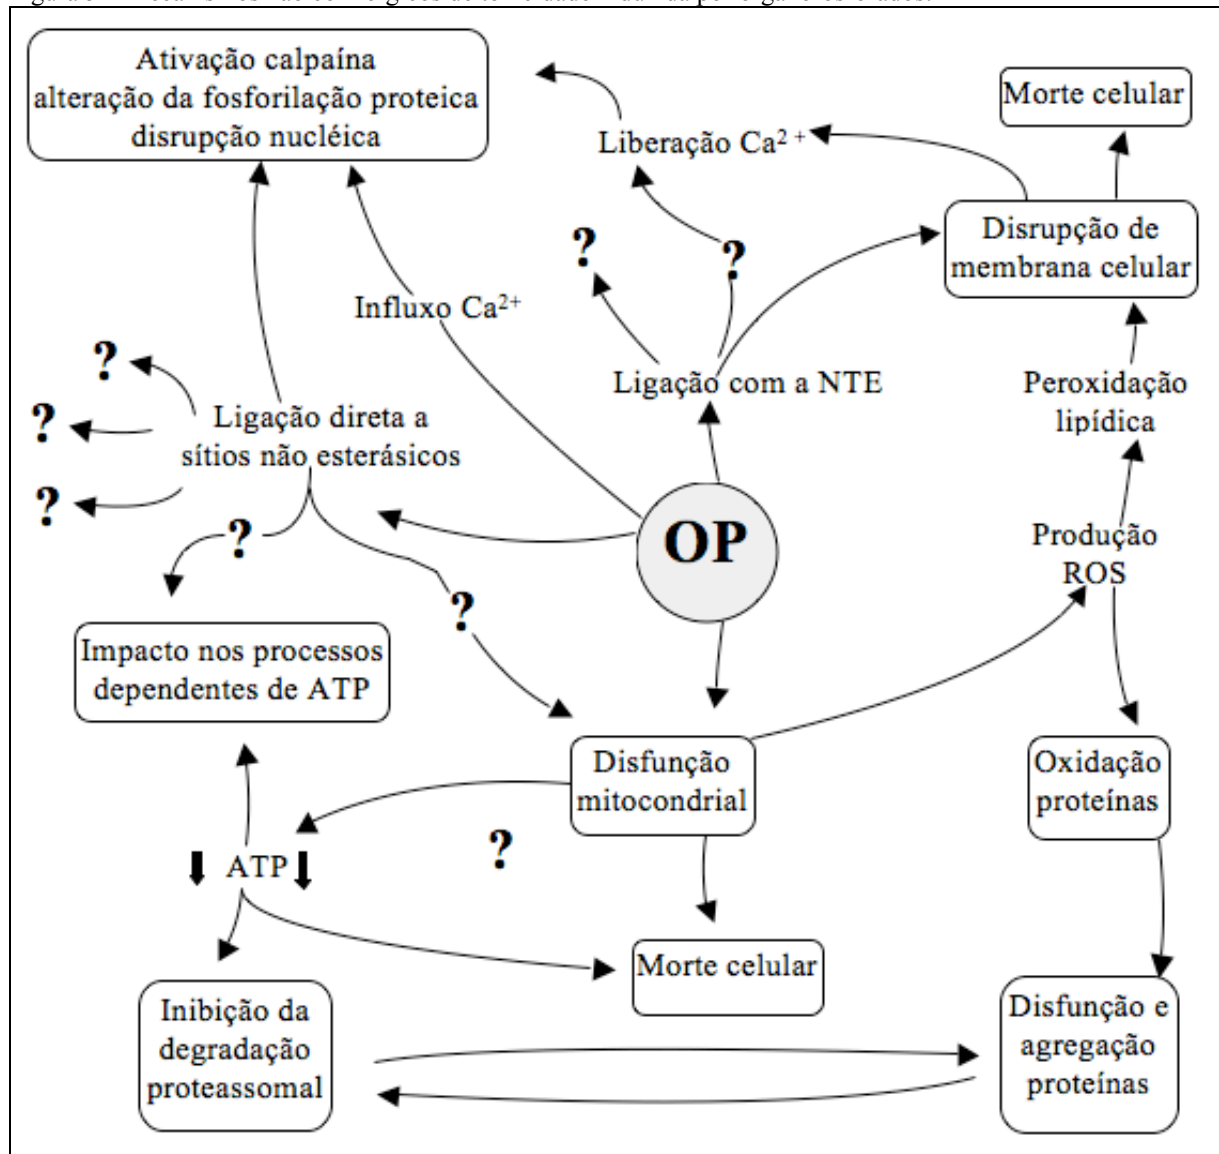 Ativação calpaína
alteração da fosforilação proteica
disrupção nucléica
Morte celular
Liberação Ca2 +
Disrupção de
membrana celular
?
?
Influxo Ca2+
?
Ligação com a NTE
Peroxidação
lipídica
?
Ligação direta a
sítios não esterásicos
?
?
OP
Produção
ROS
?
Impacto nos processos
dependentes de ATP
Disfunção
mitocondrial
Oxidação
proteínas
?
ATP
Morte celular
Inibição da
degradação
proteassomal
Disfunção e
agregação
proteínas